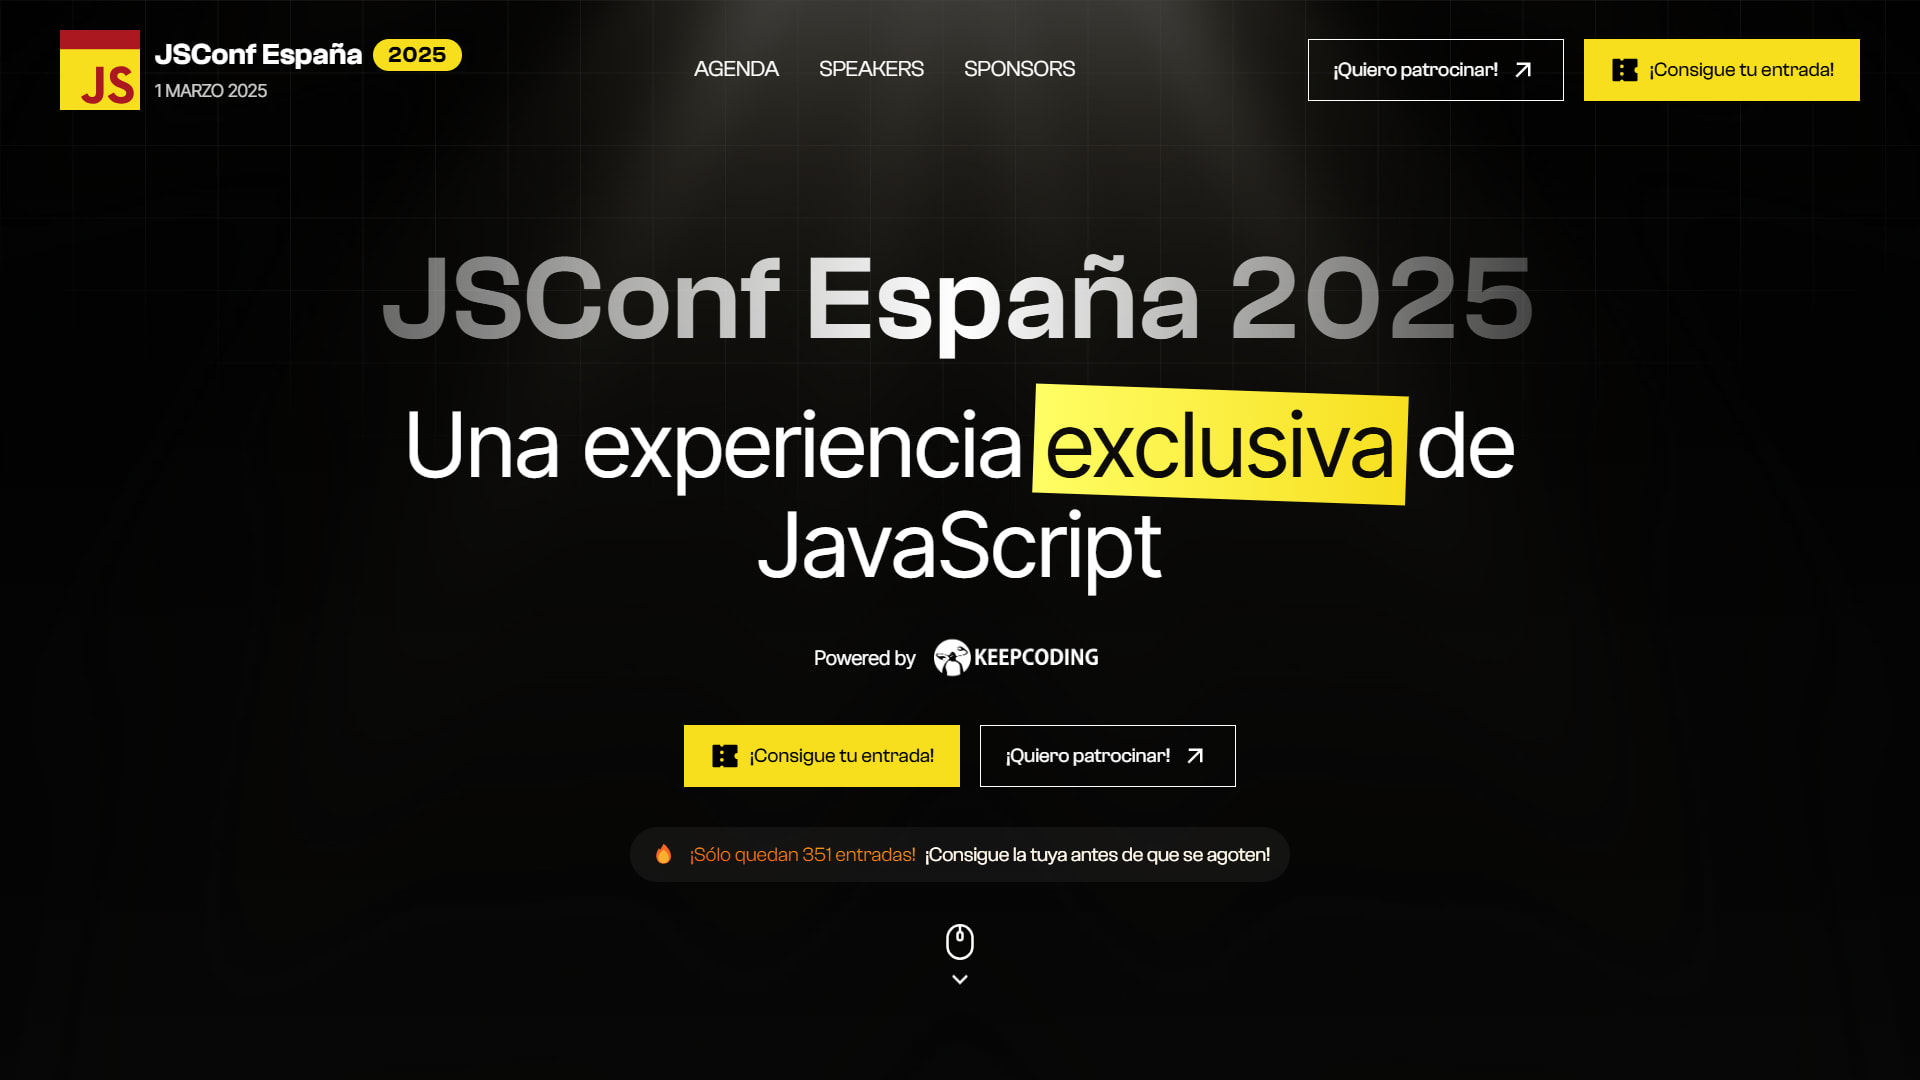 JS
JSConf España 2025
1 MARZO 2025
AGENDA
SPEAKERS
SPONSORS
¡Quiero patrocinar!
¡Consigue tu entrada!
JSConf España 2025
Una experiencia exclusiva de
JavaScript
Powered by KEEPCODING
¡Consigue tu entrada!
¡Quiero patrocinar!
¡Sólo quedan 351 entradas! ¡Consigue la tuya antes de que se agoten!